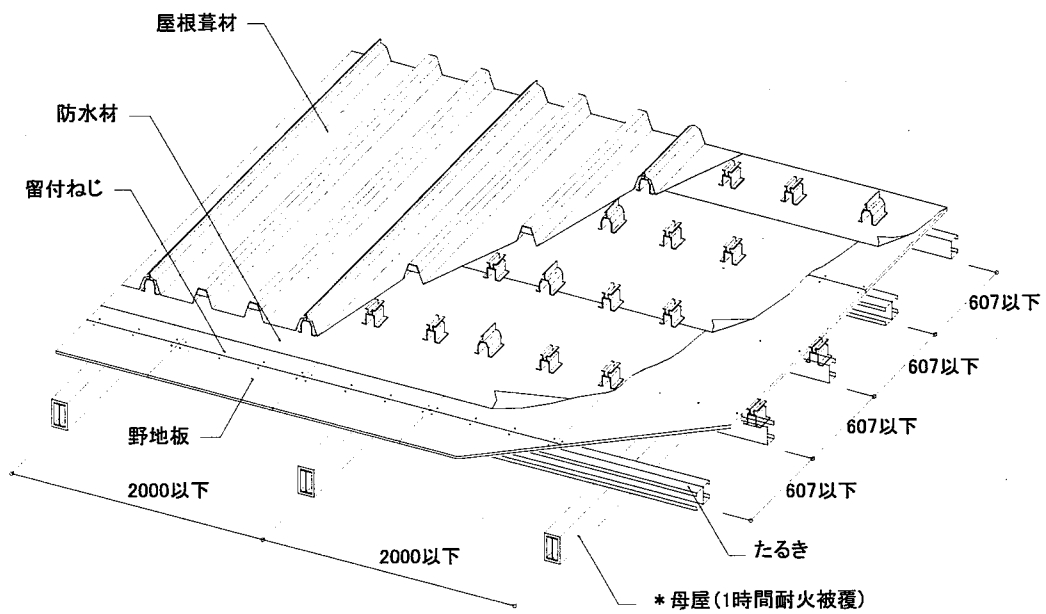 屋根葺材
防水材
留付ねじ
野地板
2000以下
2000以下
607以下
607以下
607以下
607以下
たるき
*母屋(1時間耐火被覆)